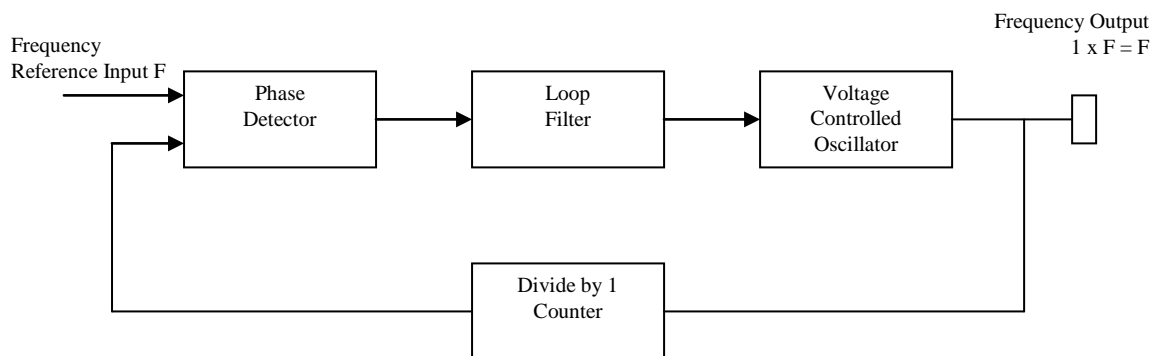 Frequency Output
1 x F = F
Frequency
Reference Input F
Phase
Detector
Loop
Filter
Voltage
Controlled
Oscillator
Divide by 1
Counter